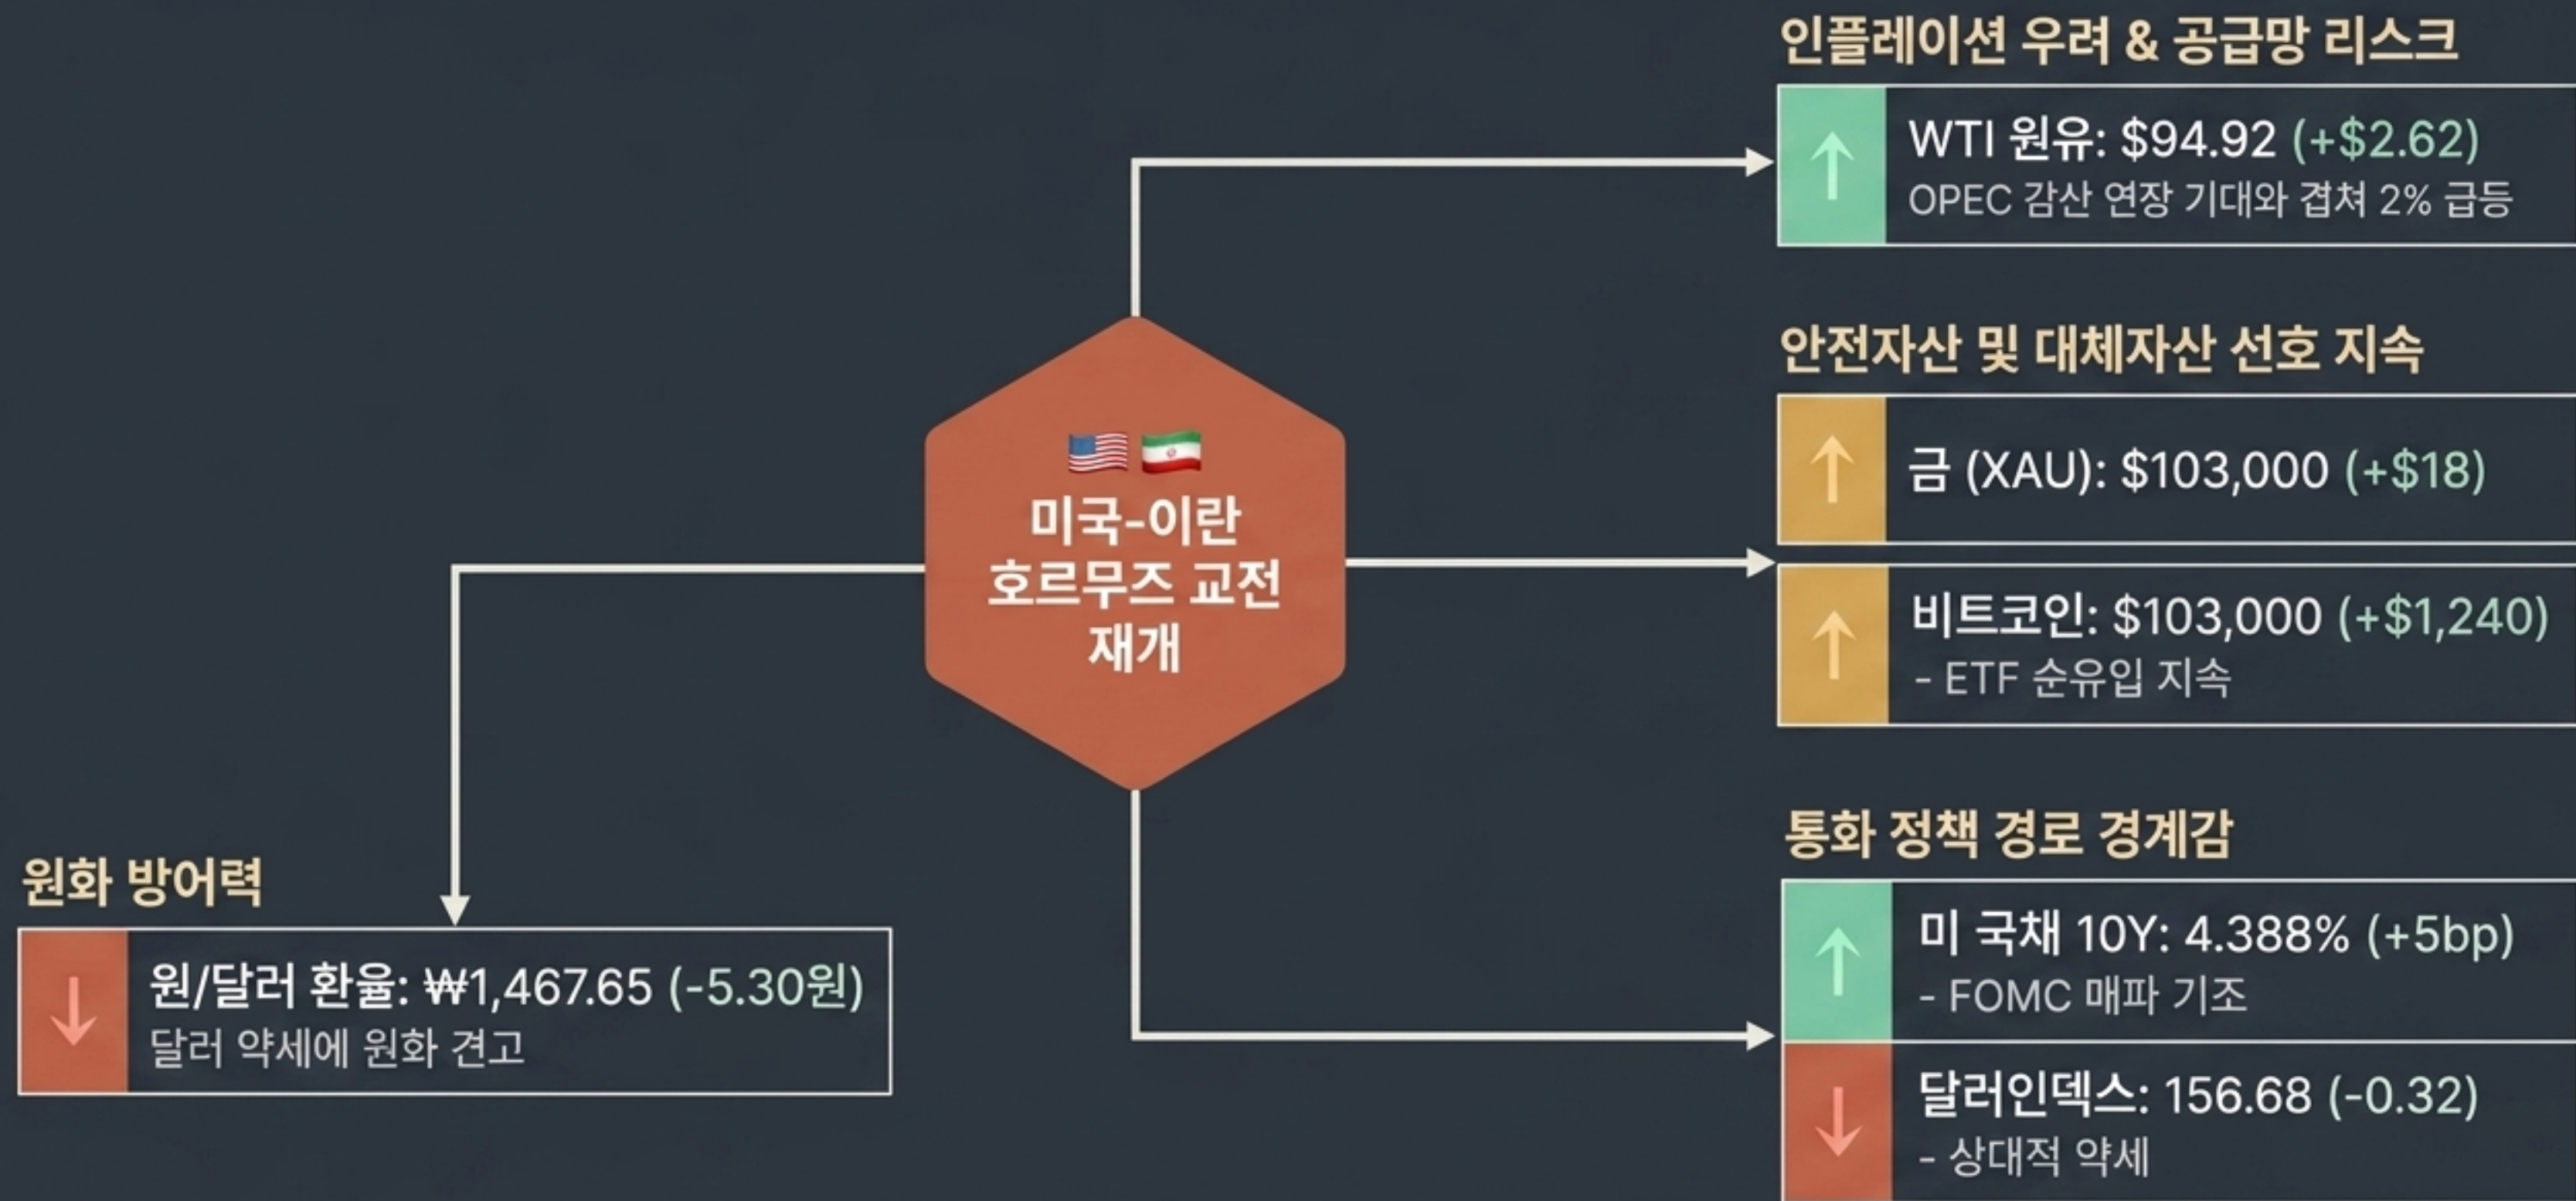 인플레이션 우려 & 공급망 리스크
WTI 원유: $94.92 (+$2.62)
OPEC 감산 연장 기대와 겹쳐 2% 급등
안전자산 및 대체자산 선호 지속
금 (XAU): $103,000 (+$18)
비트코인: $103,000 (+$1,240)
- ETF 순유입 지속
미국-이란
호르무즈 교전
재개
통화 정책 경로 경계감
미 국채 10Y: 4.388% (+5bp)
- FOMC 매파 기조
달러인덱스: 156.68 (-0.32)
- 상대적 약세
원화 방어력
원/달러 환율: ₩1,467.65 (-5.30원)
달러 약세에 원화 견고